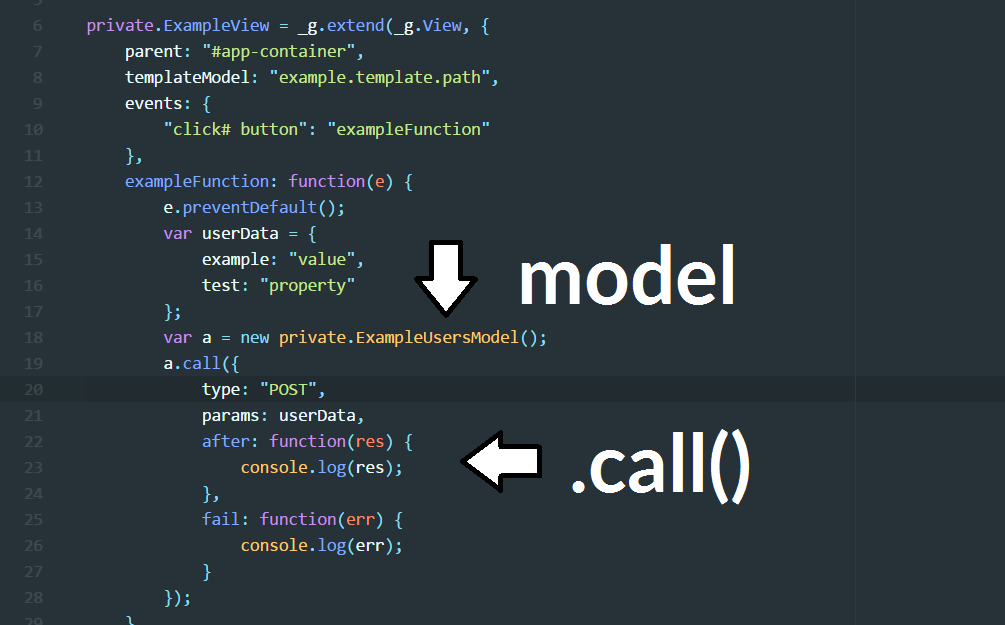 6 private.ExampleView = _g.extend(_g.View, {
7 parent: "#app-container",
8 templateModel: "example.template.path",
9 events: {
10 "click# button": "exampleFunction"
11 },
12 exampleFunction: function(e) {
13 e.preventDefault();
14 var userData = {
15 example: "value",
16 test: "property"
17 };
model
18 var a = new private.ExampleUsersModel();
19 a.call({
20 type: "POST",
21 params: userData,
22 after: function(res) {
23 console.log(res);
.call()
24 },
25 fail: function(err) {
26 console.log(err);
27 }
28 });
29 }